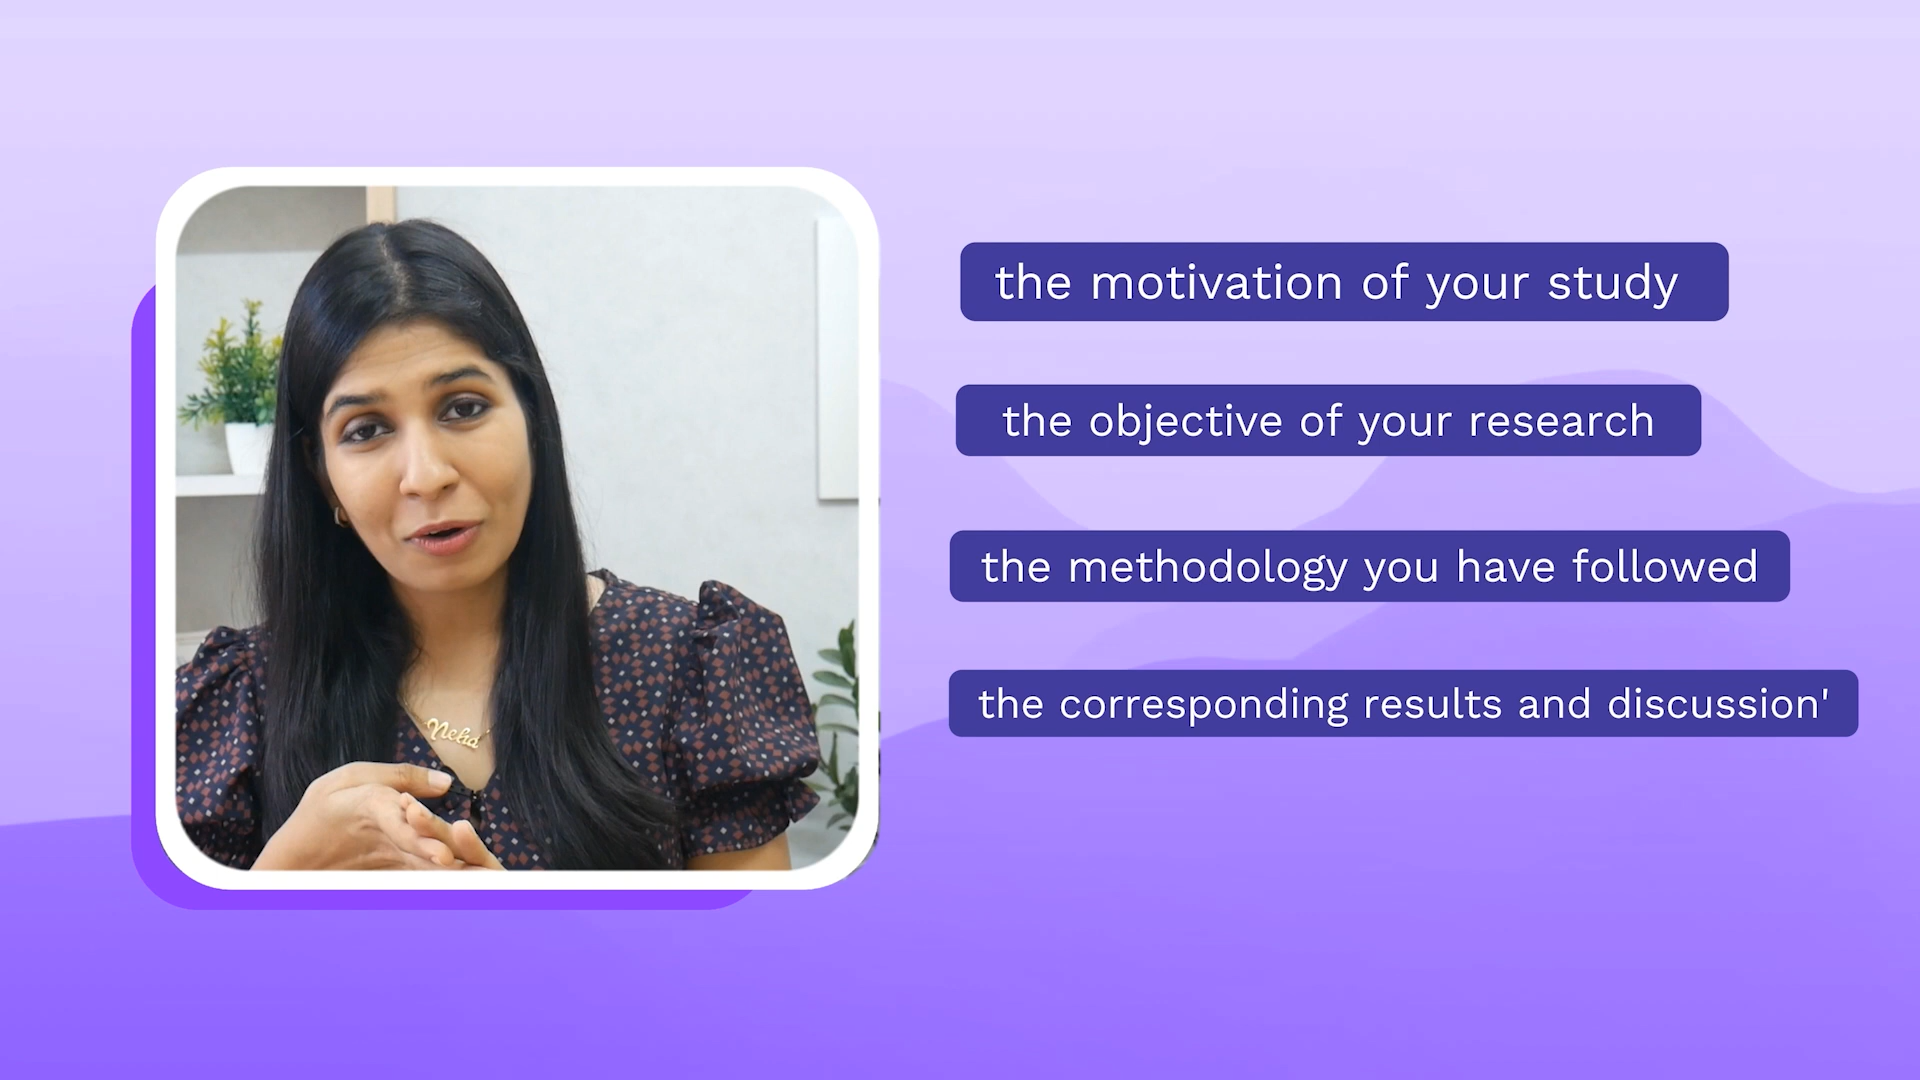 the motivation of your study
the objective of your research
the methodology you have followed
the corresponding results and discussion'
Neha